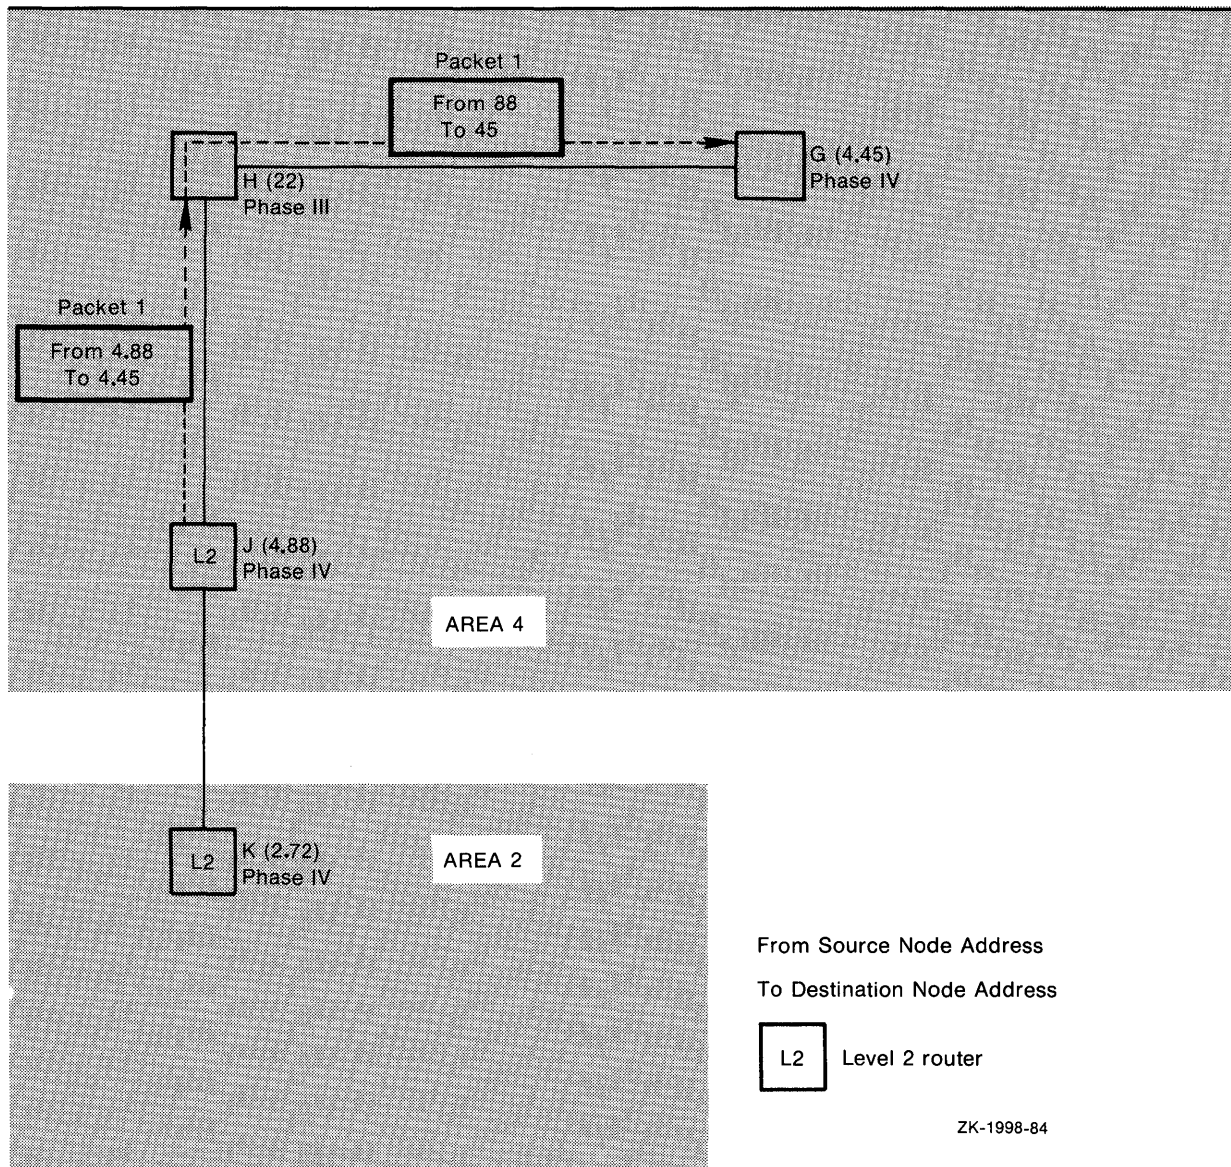 Packet 1
From 88
To 45
H (22)
Phase III
G (4.45)
Phase IV
Packet 1
From 4.88
To 4.45
L2
J (4.88)
Phase IV
AREA 4
L2
K (2.72)
Phase IV
AREA 2
From Source Node Address
To Destination Node Address
L2
Level 2 router
ZK-1998-84